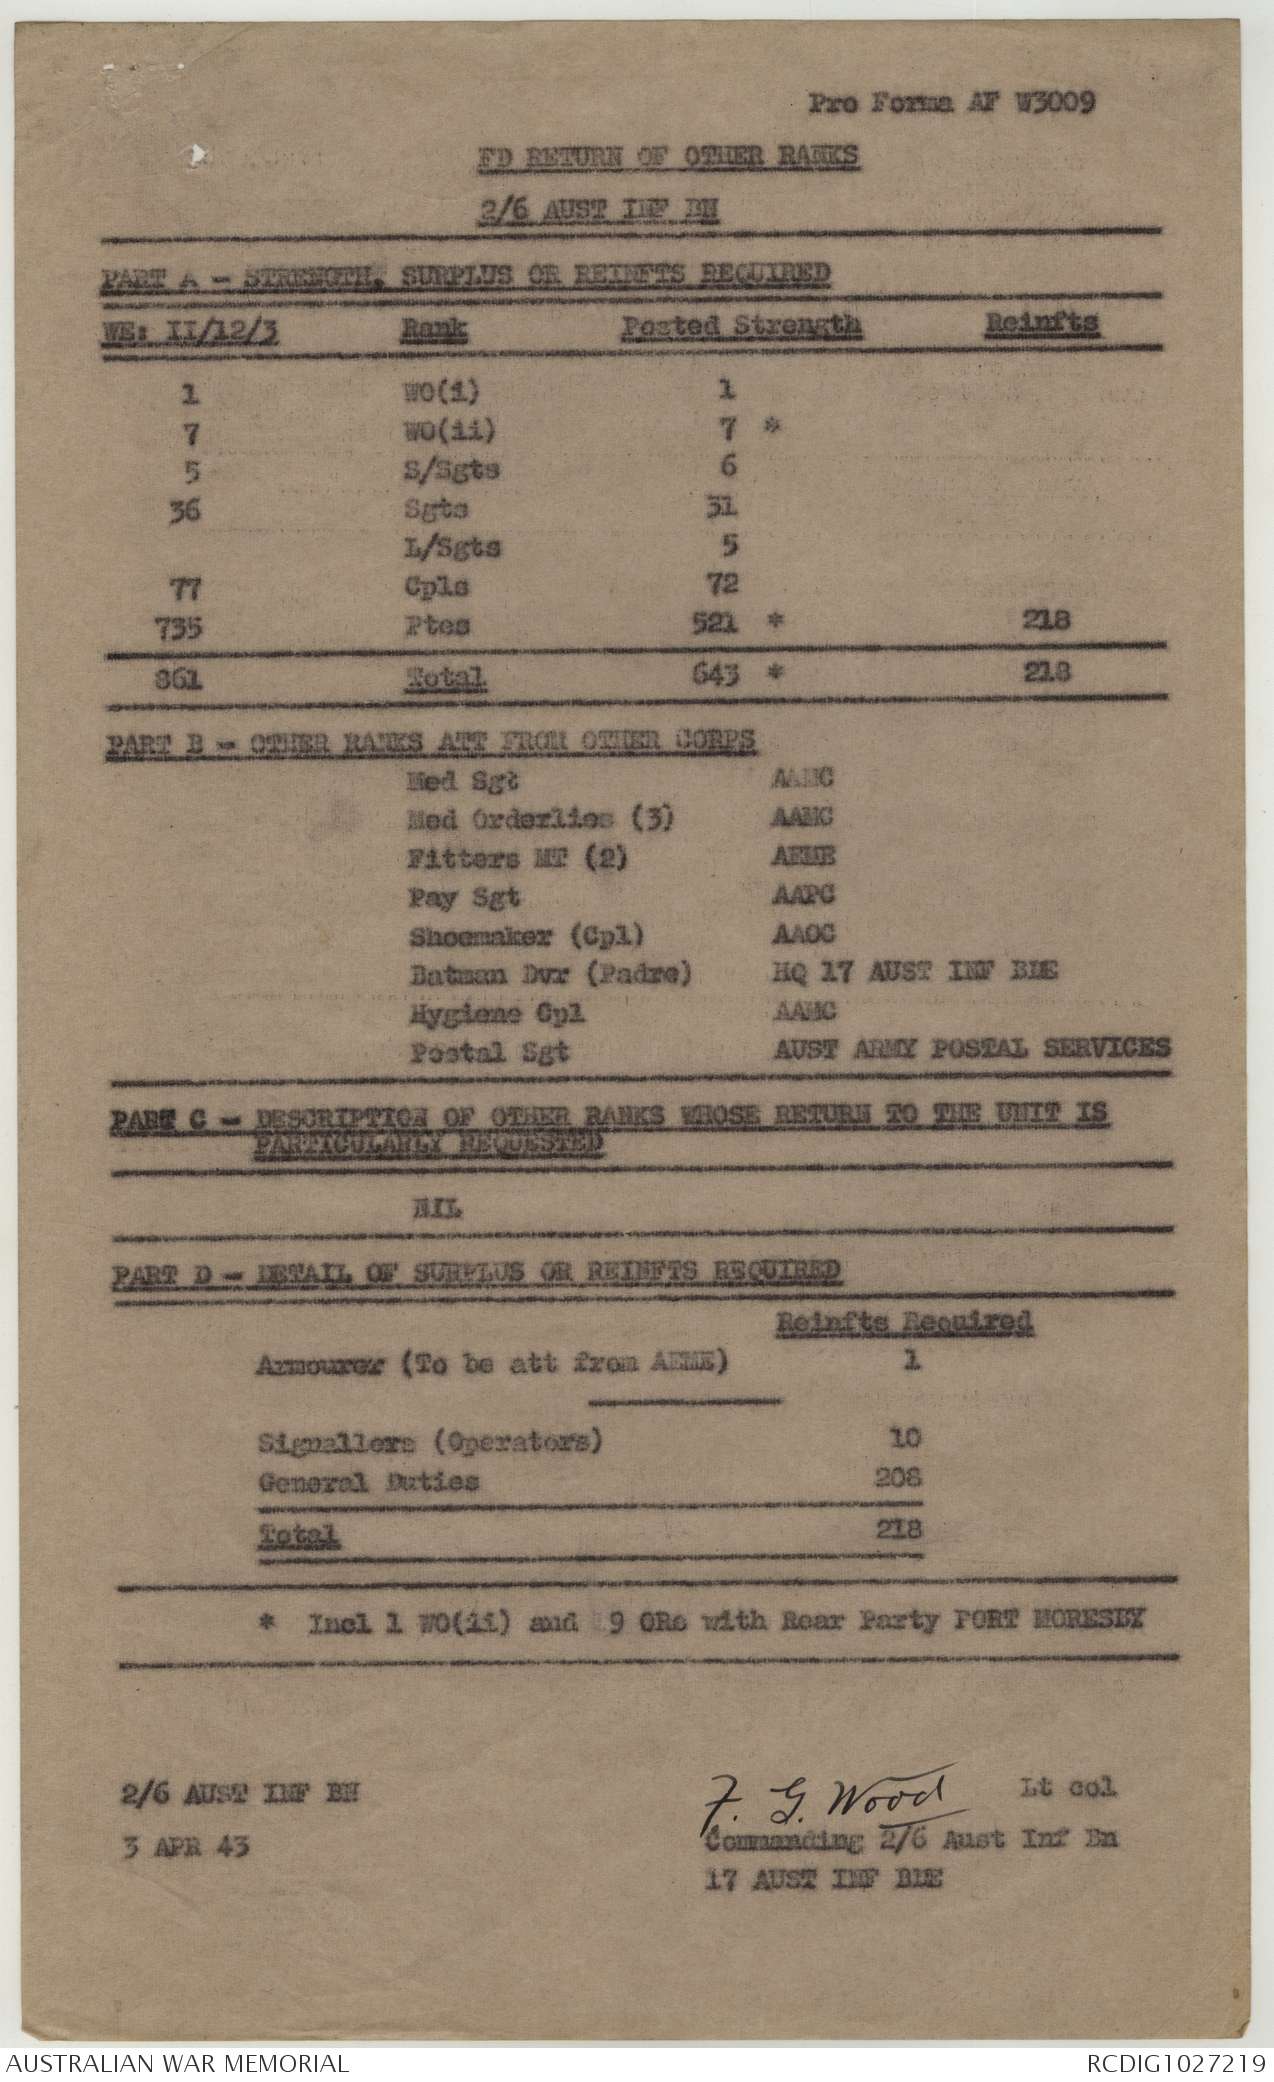 Pro Forma AF W3009
FD RETURN OF OTHER RANKS
2/6 AUST INF BN
PART A - STRENGTH, SURPLUS OR REINFTS REQUIRED
WE: II/12/3 Rank Posted Strength Reinfts
1 WO(i) 1
7 WO(ii) 7 *
5 S/Sgts 6
36 Sgts 31
L/Sgts 5
77 Cpls 72
735 Ptes 521 * 218
861 Total 643 * 218
PART B - OTHER RANKS ATT FROM OTHER CORPS
Med Sgt AAMC
Med Orderlies (3) AAMC
Fitters MT (2) AEME
Pay Sgt AAPC
Shoemaker (Cpl) AAOC
Batman Dvr (Padre) HQ 17 AUST INF BDE
Hygiene Cpl AAMC
Postal Sgt AUST ARMY POSTAL SERVICES
PART C - DESCRIPTION OF OTHER RANKS WHOSE RETURN TO THE UNIT IS
PARTICULARLY REQUESTED
NIL
PART D - DETAIL OF SURPLUS OR REINFTS REQUIRED
Reinfts Required
Armourer (To be att from AEME) 1
Signallers (Operators) 10
General Duties 208
Total 218
* Incl 1 WO(ii) and 9 ORs with Rear Party PORT MORESBY
2/6 AUST INF BN
3 APR 43
F. G. Wood Lt col
Commanding 2/6 Aust Inf Bn
17 AUST INF BDE
AUSTRALIAN WAR MEMORIAL RCDIG1027219